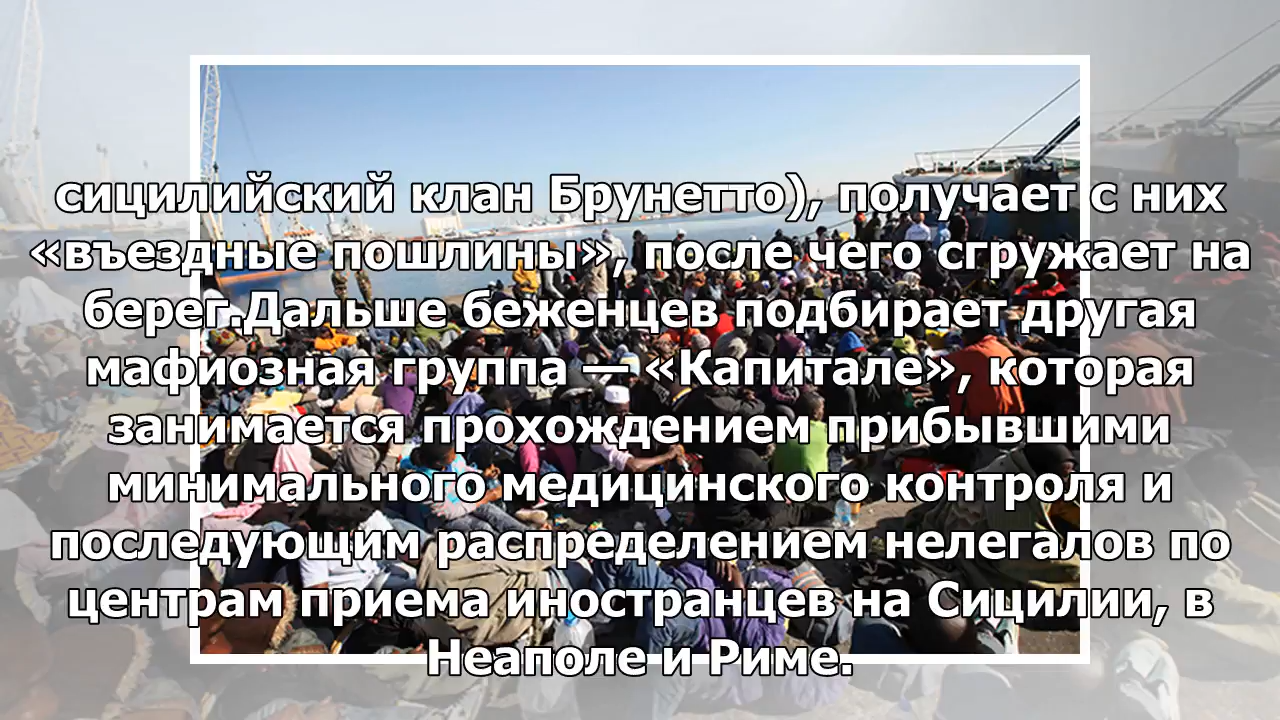 сицилийский клан Брунетто), получает с них
«въездные пошлины», после чего сгружает на
берег.Дальше беженцев подбирает другая
мафиозная группа — «Капитале», которая
занимается прохождением прибывшими
минимального медицинского контроля и
последующим распределением нелегалов по
центрам приема иностранцев на Сицилии, в
Неаполе и Риме.